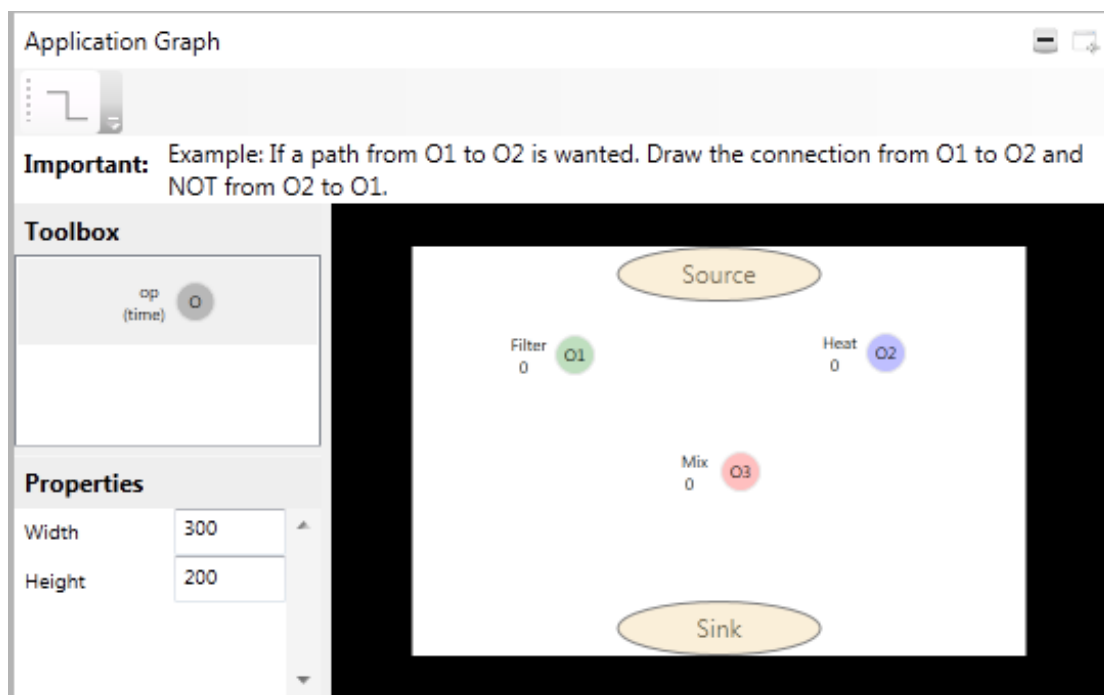 Application Graph
Important: Example: If a path from O1 to O2 is wanted. Draw the connection from O1 to O2 and
NOT from O2 to O1.
Toolbox
op
(time)
O
Properties
Width 300
Height 200
Source
Filter
0
O1
Heat
0
O2
Mix
0
O3
Sink